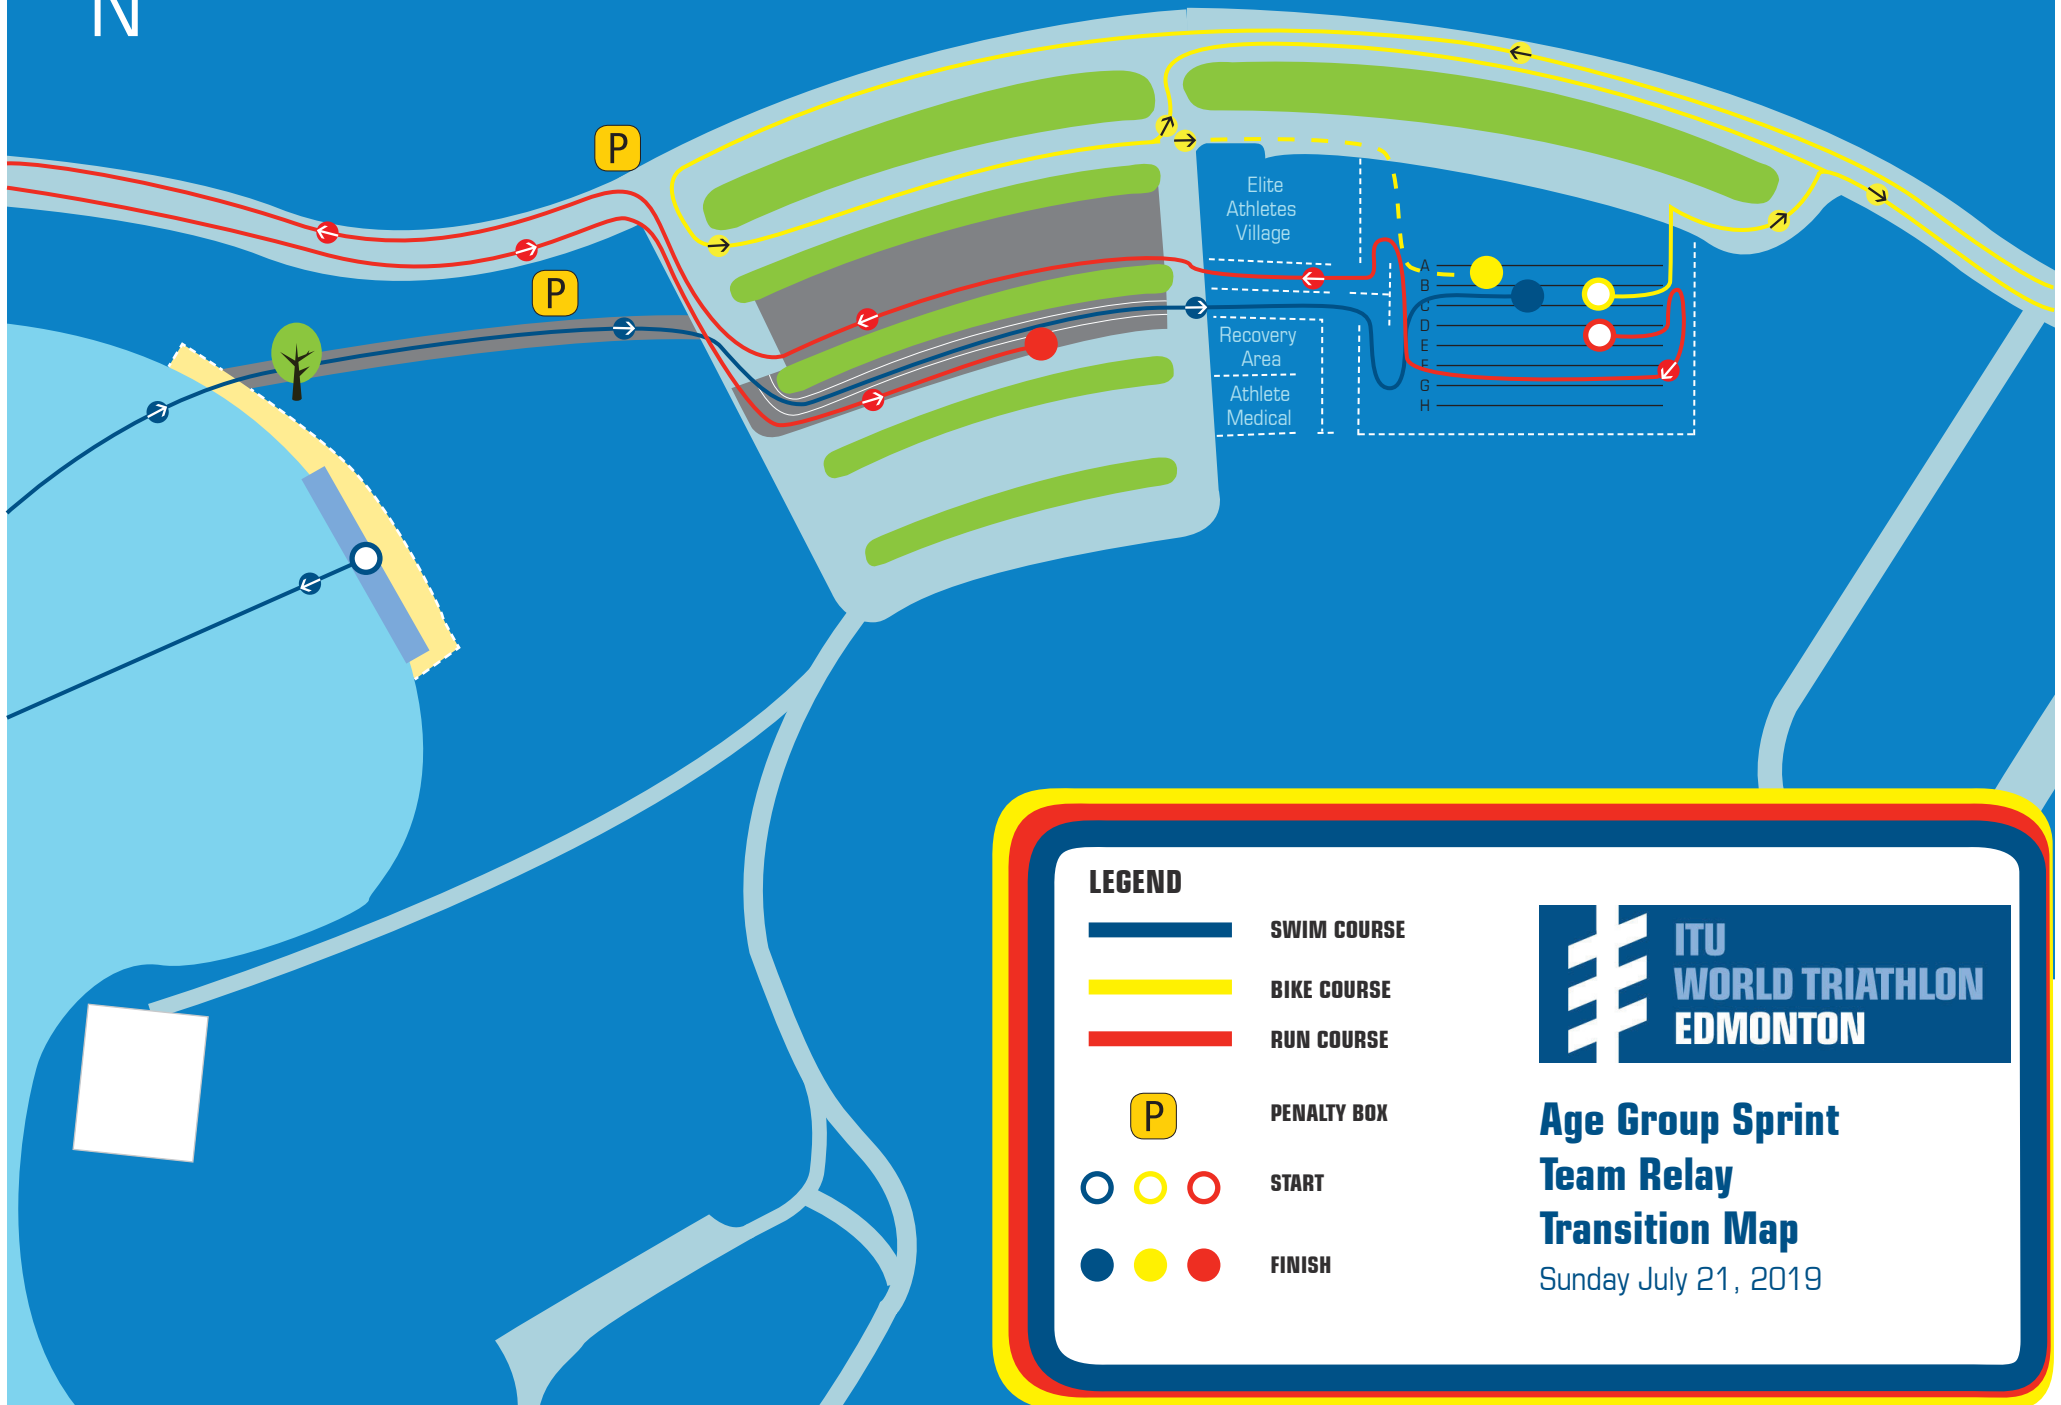 N
P
P
Elite
Athletes
Village
Recovery
Area
Athlete
Medical
A
B
C
D
E
F
G
H
LEGEND
SWIM COURSE
BIKE COURSE
RUN COURSE
P PENALTY BOX
START
FINISH
ITU
WORLD TRIATHLON
EDMONTON
Age Group Sprint
Team Relay
Transition Map
Sunday July 21, 2019